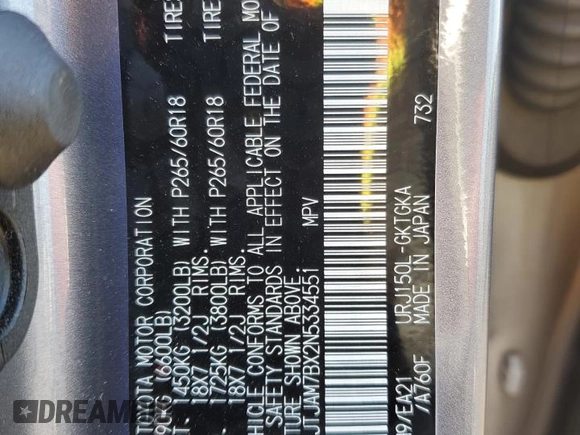 TOYOTA MOTOR CORPORATION
(6600LB)
1450KG (3200LB) WITH P265/60R18 TIRES
18X7 1/2J RIMS.
1725KG (3800LB) WITH P265/60R18 TIRE
18X7 1/2J RIMS.
VEHICLE CONFORMS TO ALL APPLICABLE FEDERAL MO
SAFETY STANDARDS IN EFFECT ON THE DATE OF
TURE SHOWN ABOVE.
JTJAM7BX2N5334551 MPV
EA21 URJ150L-GKTGKA
/A760F MADE IN JAPAN 732
DREAM